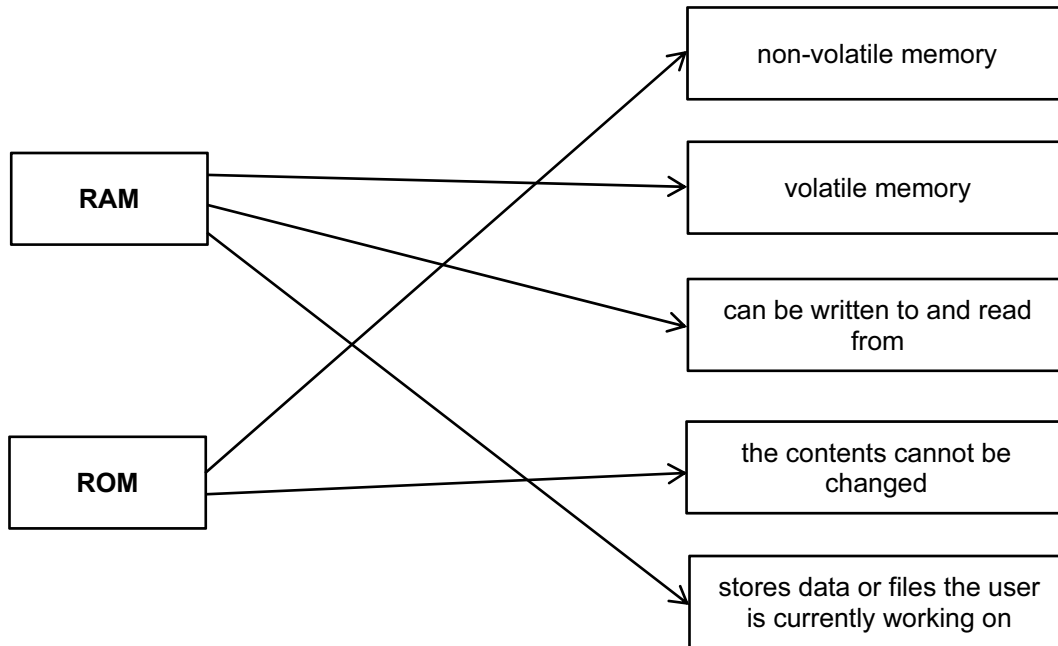 non-volatile memory
RAM
volatile memory
can be written to and read
from
ROM
the contents cannot be
changed
stores data or files the user
is currently working on